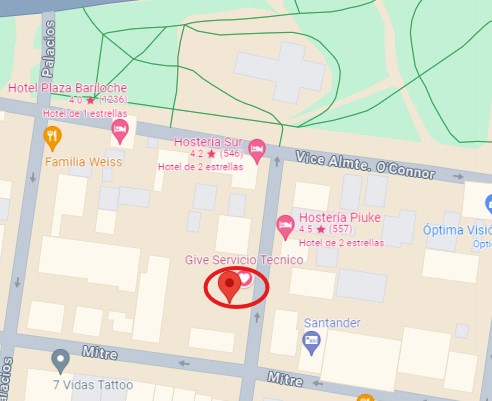 Palacios
Hotel Plaza Bariloche
4.0 ★ (1236)
Hotel de 1 estrellas
Familia Weiss
Hostería Sur
4.2 ★ (546)
Hotel de 2 estrellas
Vice Almte. O'Connor
Hostería Piuke
4.5 ★ (557)
Hotel de 2 estrellas
Óptima Visió
Give Servicio Tecnico
Santander
Mitre
7 Vidas Tattoo
Mitre
alacios